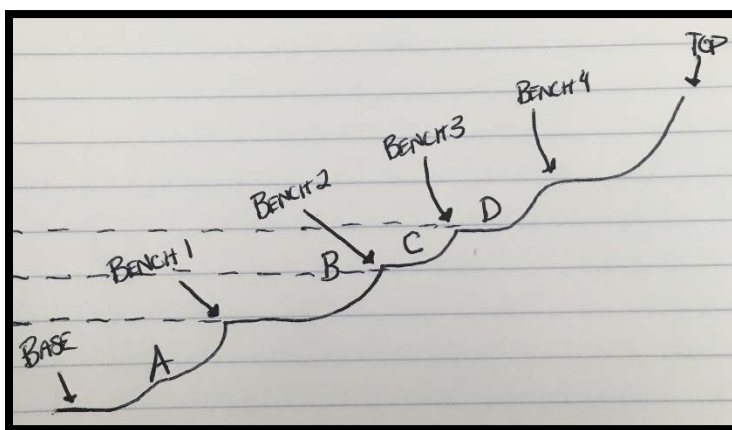 TOP
BENCH 4
BENCH 3
BENCH 2
D
C
B
BENCH 1
BASE
A